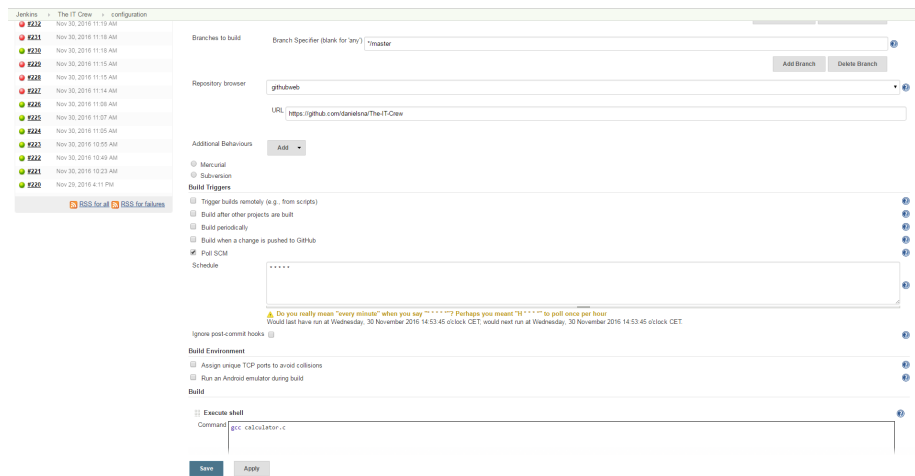 Jenkins › The IT Crew › configuration
#232 Nov 30, 2016 11:19 AM
#231 Nov 30, 2016 11:18 AM
#230 Nov 30, 2016 11:18 AM
#229 Nov 30, 2016 11:15 AM
#228 Nov 30, 2016 11:15 AM
#227 Nov 30, 2016 11:14 AM
#226 Nov 30, 2016 11:08 AM
#225 Nov 30, 2016 11:07 AM
#224 Nov 30, 2016 11:05 AM
#223 Nov 30, 2016 10:55 AM
#222 Nov 30, 2016 10:49 AM
#221 Nov 30, 2016 10:23 AM
#220 Nov 29, 2016 4:11 PM
RSS for all RSS for failures
Branches to build
Branch Specifier (blank for 'any') */master
Add Branch Delete Branch
Repository browser
githubweb
URL https://github.com/danielsna/The-IT-Crew
Additional Behaviours
Add
Mercurial
Subversion
Build Triggers
Trigger builds remotely (e.g., from scripts)
Build after other projects are built
Build periodically
Build when a change is pushed to GitHub
Poll SCM
Schedule
* * * * *
Do you really mean "every minute" when you say "* * * * *"? Perhaps you meant "H * * * *" to poll once per hour
Would last have run at Wednesday, 30 November 2016 14:53:45 o'clock CET; would next run at Wednesday, 30 November 2016 14:53:45 o'clock CET.
Ignore post-commit hooks
Build Environment
Assign unique TCP ports to avoid collisions
Run an Android emulator during build
Build
Execute shell
Command gcc calculator.c
Save Apply